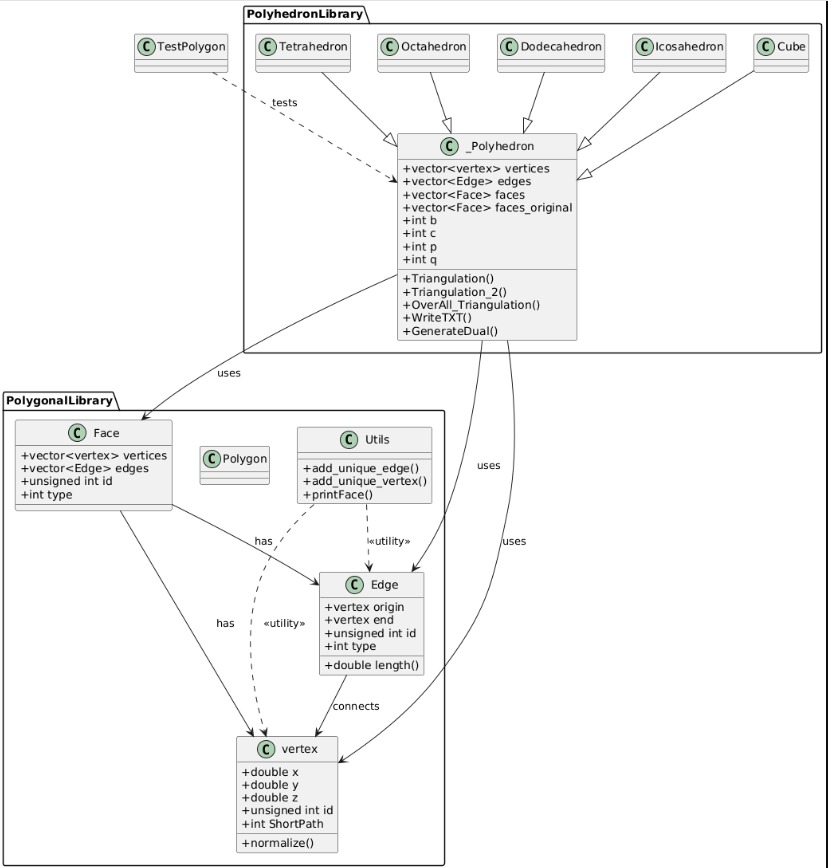 PolyhedronLibrary
C TestPolygon
C Tetrahedron
C Octahedron
C Dodecahedron
C Icosahedron
C Cube
tests
C _Polyhedron
+vector<vertex> vertices
+vector<Edge> edges
+vector<Face> faces
+vector<Face> faces_original
+int b
+int c
+int p
+int q
+Triangulation()
+Triangulation_2()
+OverAll_Triangulation()
+WriteTXT()
+GenerateDual()
uses
PolygonalLibrary
C Face
+vector<vertex> vertices
+vector<Edge> edges
+unsigned int id
+int type
C Polygon
C Utils
+add_unique_edge()
+add_unique_vertex()
+printFace()
uses
has
«utility»
uses
C Edge
+vertex origin
+vertex end
+unsigned int id
+int type
+double length()
has
«utility»
connects
C vertex
+double x
+double y
+double z
+unsigned int id
+int ShortPath
+normalize()